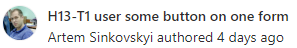 H13-T1 user some button on one form
Artem Sinkovskyi authored 4 days ago